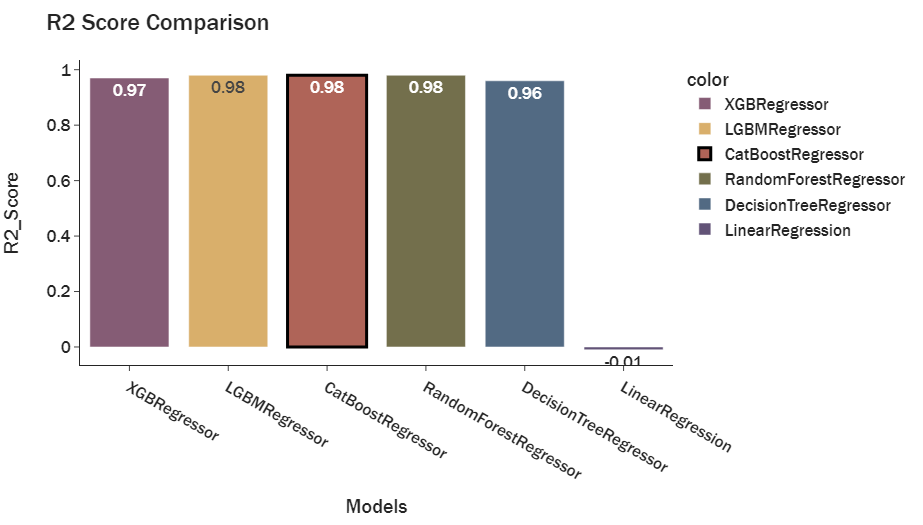 R2 Score Comparison
R2_Score
1
0.8
0.6
0.4
0.2
0
0.97
0.98
0.98
0.98
0.96
-0.01
XGBRegressor
LGBMRegressor
CatBoostRegressor
RandomForestRegressor
DecisionTreeRegressor
LinearRegression
Models
color
XGBRegressor
LGBMRegressor
CatBoostRegressor
RandomForestRegressor
DecisionTreeRegressor
LinearRegression